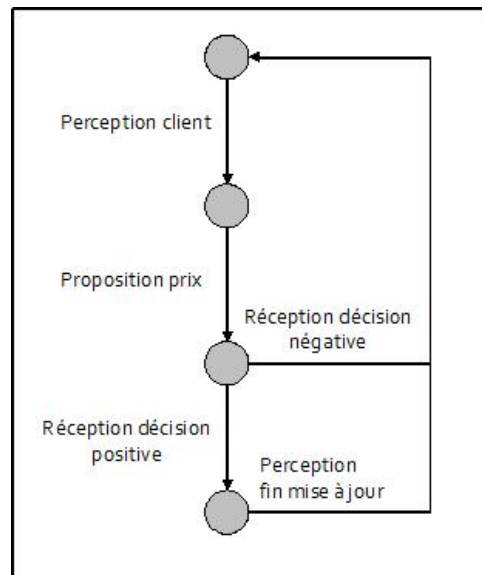 Perception client
Proposition prix
Réception décision
négative
Réception décision
positive
Perception
fin mise à jour